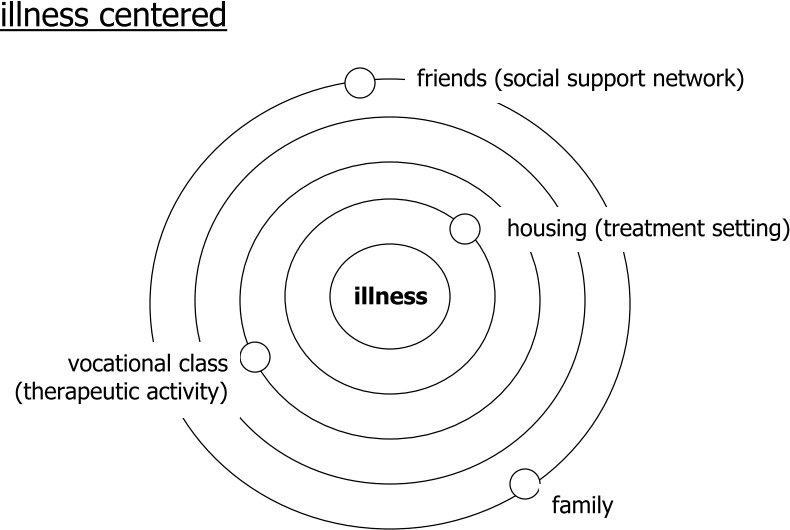 illness centered
friends (social support network)
housing (treatment setting)
illness
vocational class
(therapeutic activity)
family